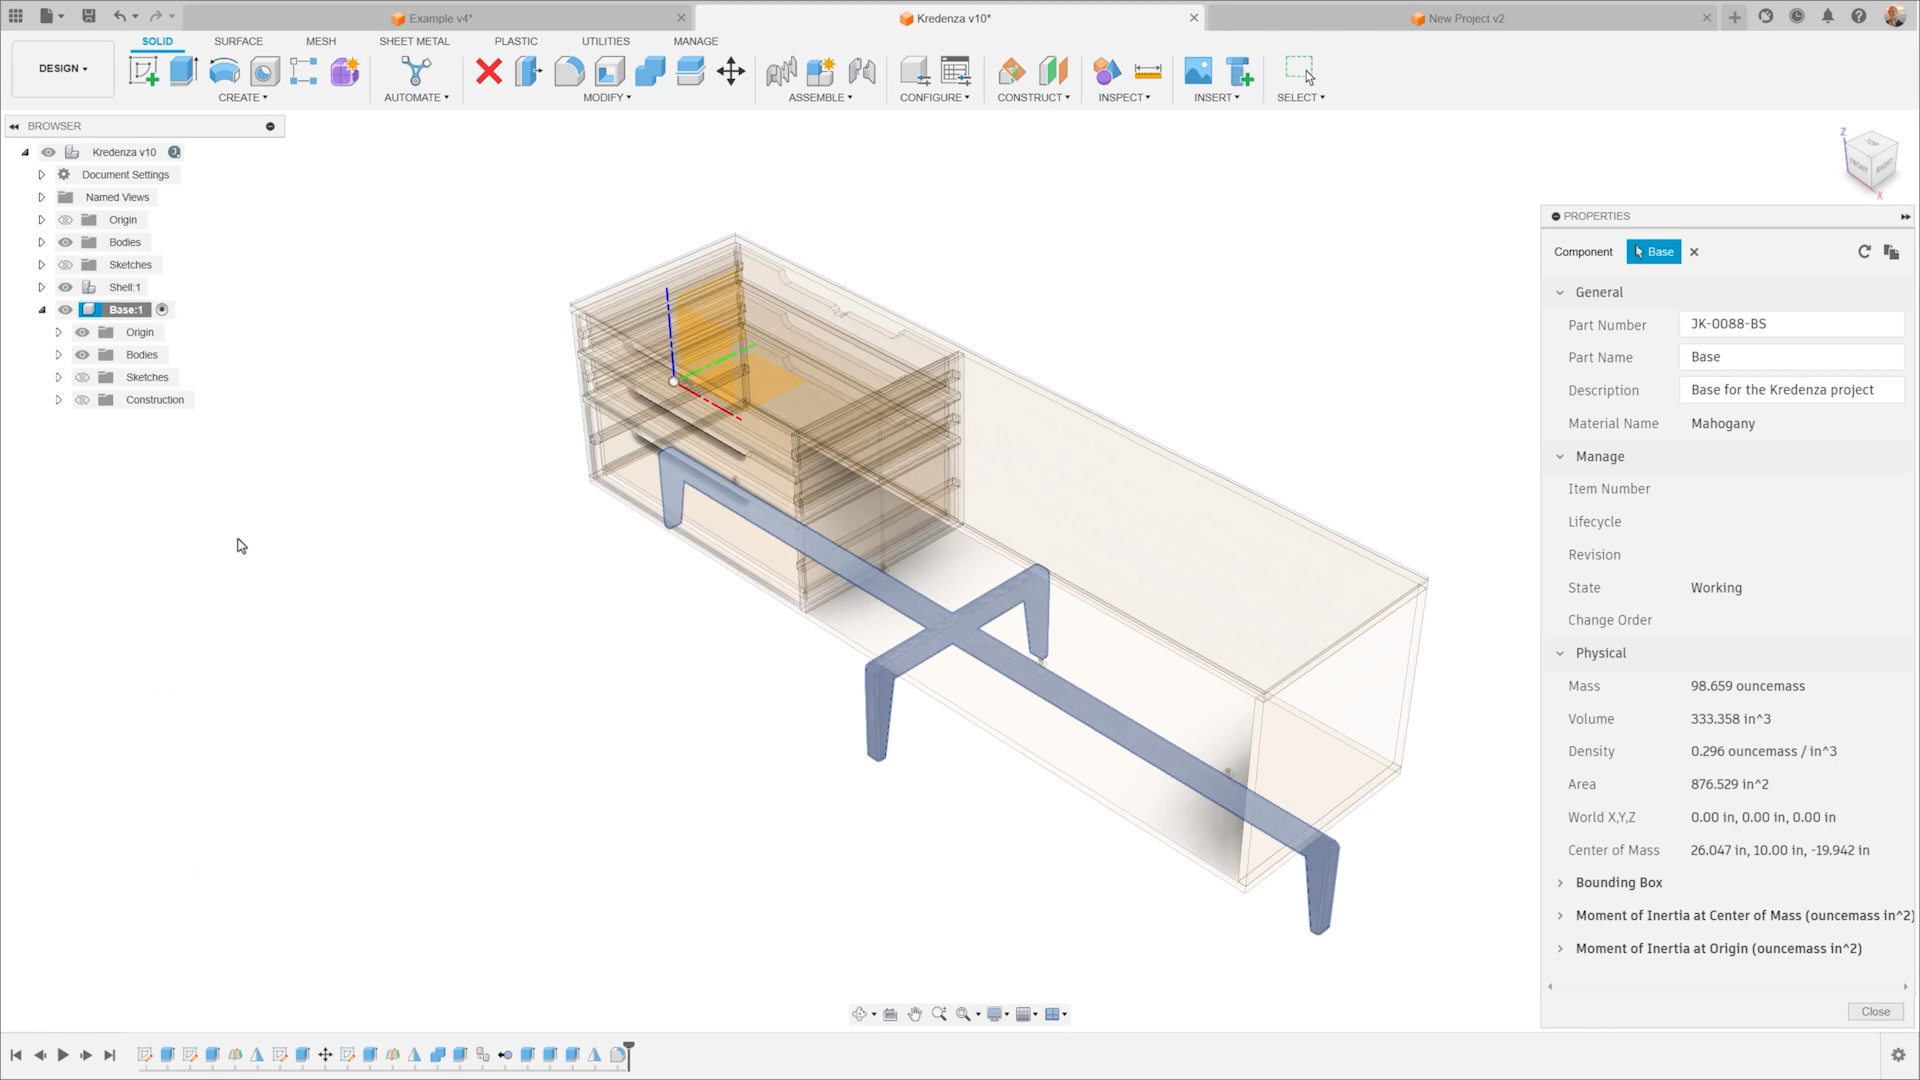 Example v4*
Kredenza v10*
New Project v2
SOLID SURFACE MESH SHEET METAL PLASTIC UTILITIES MANAGE
DESIGN
CREATE AUTOMATE MODIFY ASSEMBLE CONFIGURE CONSTRUCT INSPECT INSERT SELECT
BROWSER
Kredenza v10
Document Settings
Named Views
Origin
Bodies
Sketches
Shell:1
Base:1
Origin
Bodies
Sketches
Construction
Z
TOP
FRONT
RIGHT
X
PROPERTIES
Component Base
General
Part Number JK-0088-BS
Part Name Base
Description Base for the Kredenza project
Material Name Mahogany
Manage
Item Number
Lifecycle
Revision
State Working
Change Order
Physical
Mass 98.659 ouncemass
Volume 333.358 in^3
Density 0.296 ouncemass / in^3
Area 876.529 in^2
World X,Y,Z 0.00 in, 0.00 in, 0.00 in
Center of Mass 26.047 in, 10.00 in, -19.942 in
Bounding Box
Moment of Inertia at Center of Mass (ouncemass in^2)
Moment of Inertia at Origin (ouncemass in^2)
Close